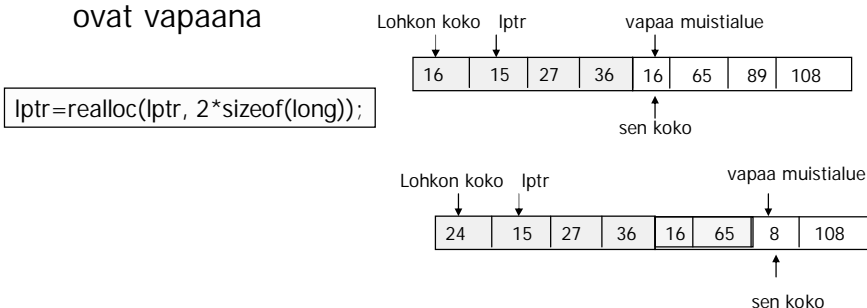 ovat vapaana
Lohkon koko lptr vapaa muistialue
16 15 27 36 16 65 89 108
lptr=realloc(lptr, 2*sizeof(long));
sen koko
Lohkon koko lptr vapaa muistialue
24 15 27 36 16 65 8 108
sen koko